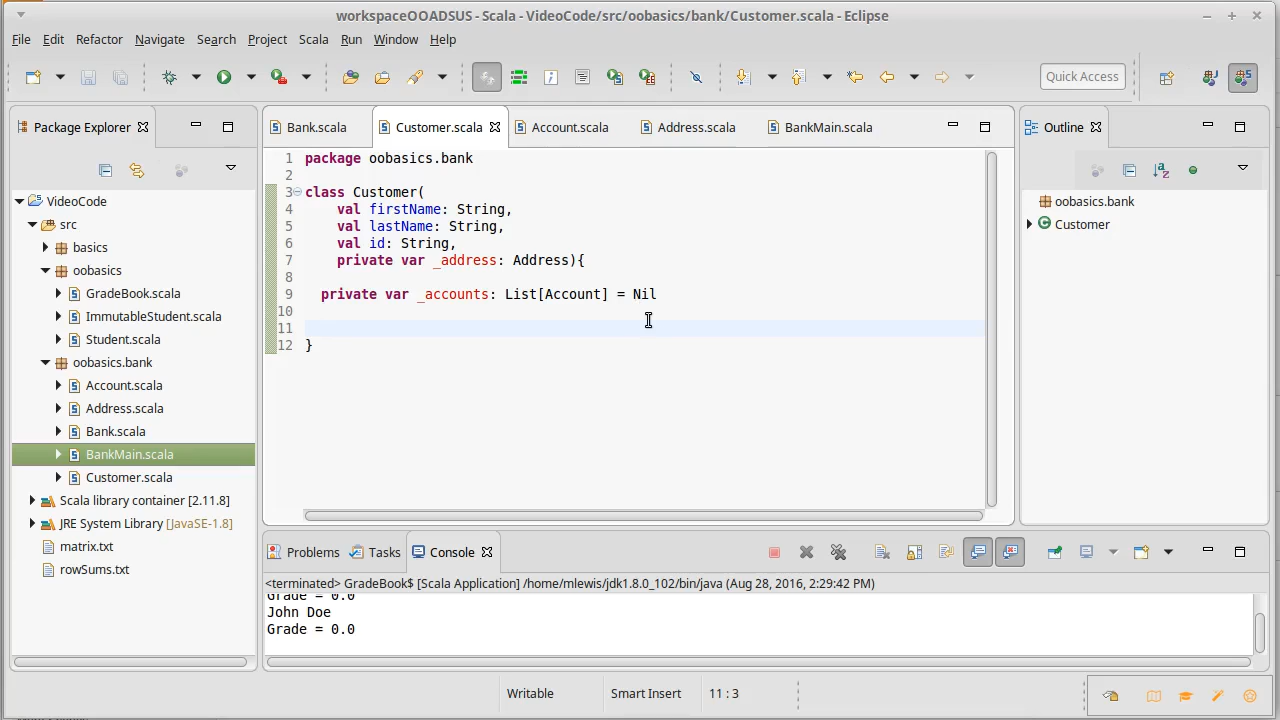 workspaceOOADSUS - Scala - VideoCode/src/oobasics/bank/Customer.scala - Eclipse
File Edit Refactor Navigate Search Project Scala Run Window Help
Quick Access
Package Explorer
VideoCode
src
basics
oobasics
GradeBook.scala
ImmutableStudent.scala
Student.scala
oobasics.bank
Account.scala
Address.scala
Bank.scala
BankMain.scala
Customer.scala
Scala library container [2.11.8]
JRE System Library [JavaSE-1.8]
matrix.txt
rowSums.txt
Bank.scala Customer.scala Account.scala Address.scala BankMain.scala
1 package oobasics.bank
2
3 class Customer(
4 val firstName: String,
5 val lastName: String,
6 val id: String,
7 private var _address: Address){
8
9 private var _accounts: List[Account] = Nil
10
11
12 }
Outline
oobasics.bank
Customer
Problems Tasks Console
<terminated> GradeBook$ [Scala Application] /home/mlewis/jdk1.8.0_102/bin/java (Aug 28, 2016, 2:29:42 PM)
Grade = 0.0
John Doe
Grade = 0.0
Writable Smart Insert 11 : 3